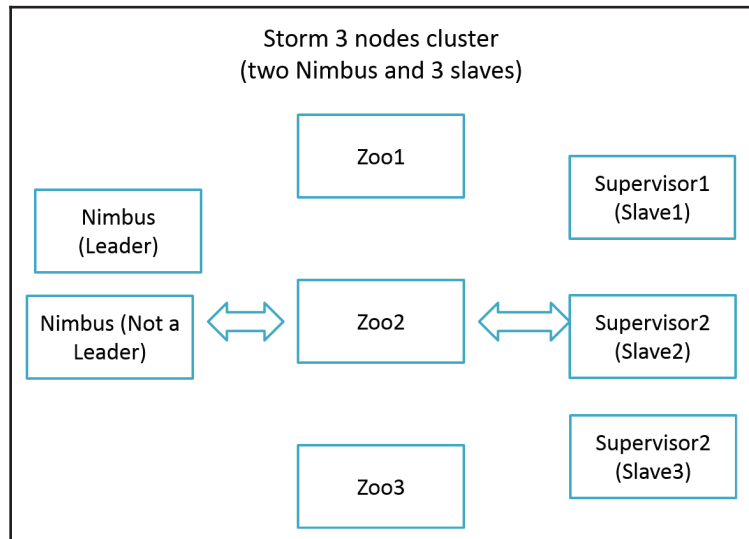 Storm 3 nodes cluster
(two Nimbus and 3 slaves)
Zoo1
Supervisor1
(Slave1)
Nimbus
(Leader)
Nimbus (Not a
Leader)
Zoo2
Supervisor2
(Slave2)
Zoo3
Supervisor2
(Slave3)